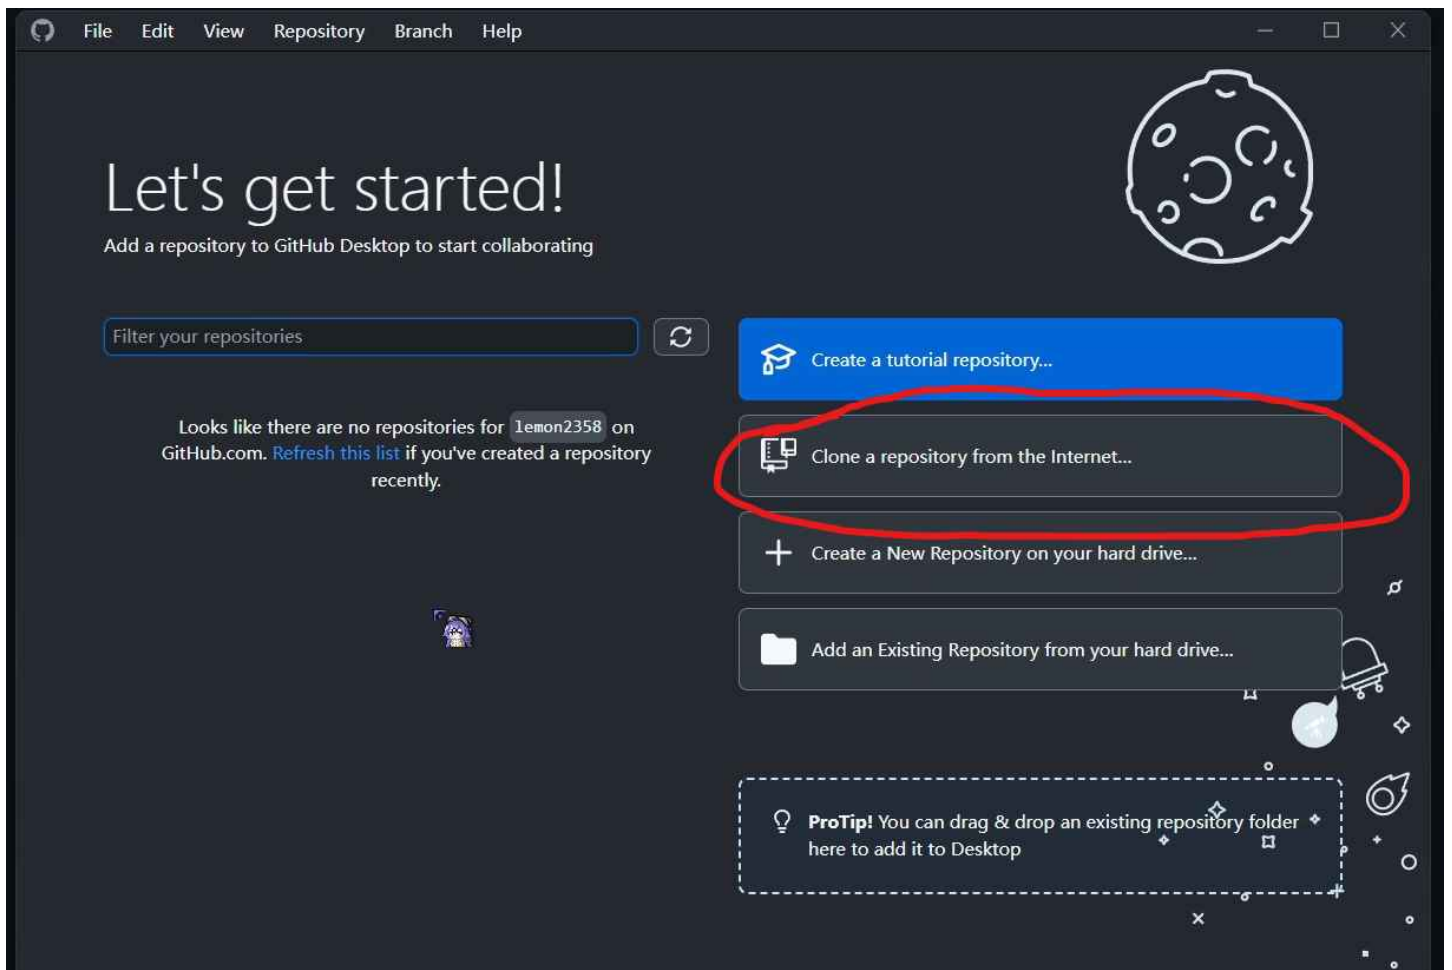 File Edit View Repository Branch Help
Let's get started!
Add a repository to GitHub Desktop to start collaborating
Filter your repositories
Looks like there are no repositories for lemon2358 on
GitHub.com. Refresh this list if you've created a repository
recently.
Create a tutorial repository...
Clone a repository from the Internet...
Create a New Repository on your hard drive...
Add an Existing Repository from your hard drive...
ProTip! You can drag & drop an existing repository folder
here to add it to Desktop